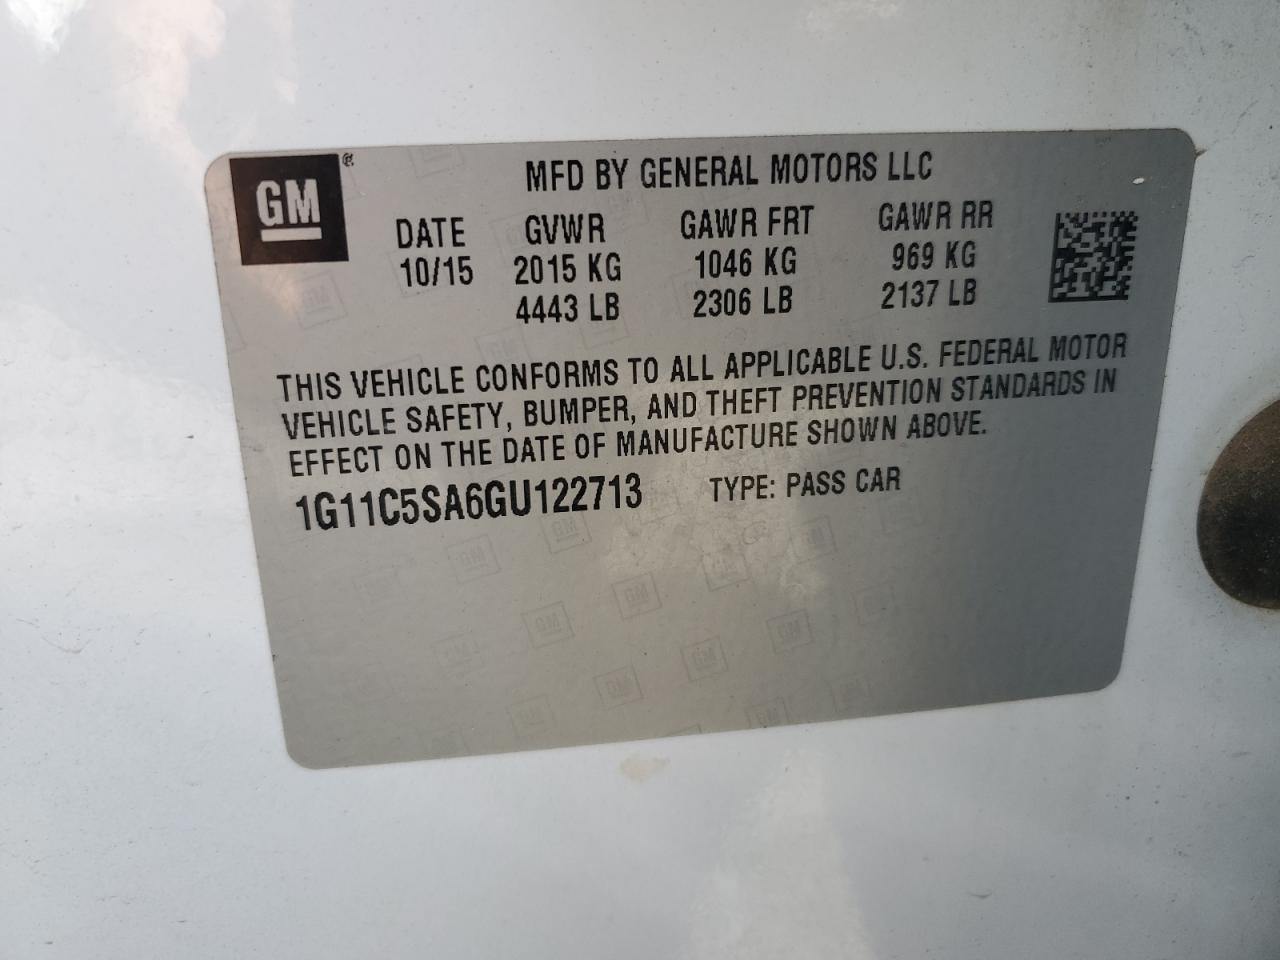 GM®
MFD BY GENERAL MOTORS LLC
DATE GVWR GAWR FRT GAWR RR
10/15 2015 KG 1046 KG 969 KG
4443 LB 2306 LB 2137 LB
THIS VEHICLE CONFORMS TO ALL APPLICABLE U.S. FEDERAL MOTOR
VEHICLE SAFETY, BUMPER, AND THEFT PREVENTION STANDARDS IN
EFFECT ON THE DATE OF MANUFACTURE SHOWN ABOVE.
1G11C5SA6GU122713 TYPE: PASS CAR